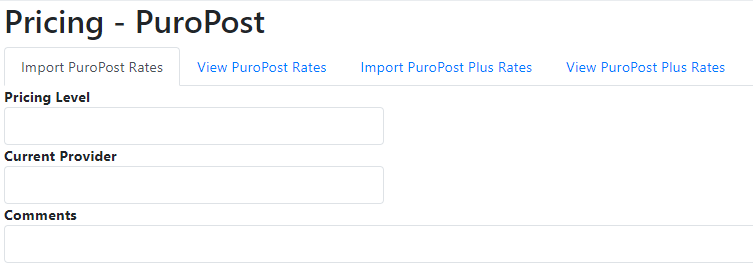 Pricing - PuroPost
Import PuroPost Rates View PuroPost Rates Import PuroPost Plus Rates View PuroPost Plus Rates
Pricing Level
Current Provider
Comments